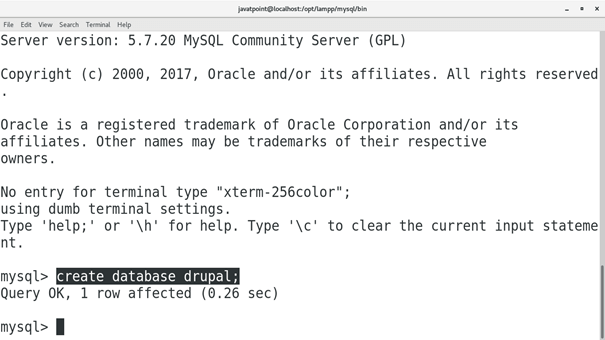 javatpoint@localhost:/opt/lampp/mysql/bin
File Edit View Search Terminal Help
Server version: 5.7.20 MySQL Community Server (GPL)
Copyright (c) 2000, 2017, Oracle and/or its affiliates. All rights reserved
.
Oracle is a registered trademark of Oracle Corporation and/or its
affiliates. Other names may be trademarks of their respective
owners.
No entry for terminal type "xterm-256color";
using dumb terminal settings.
Type 'help;' or '\h' for help. Type '\c' to clear the current input stateme
nt.
mysql> create database drupal;
Query OK, 1 row affected (0.26 sec)
mysql>